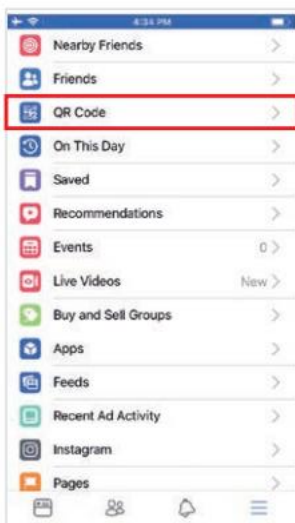 4:34 PM
Nearby Friends
Friends
QR Code
On This Day
Saved
Recommendations
Events 0
Live Videos New
Buy and Sell Groups
Apps
Feeds
Recent Ad Activity
Instagram
Pages